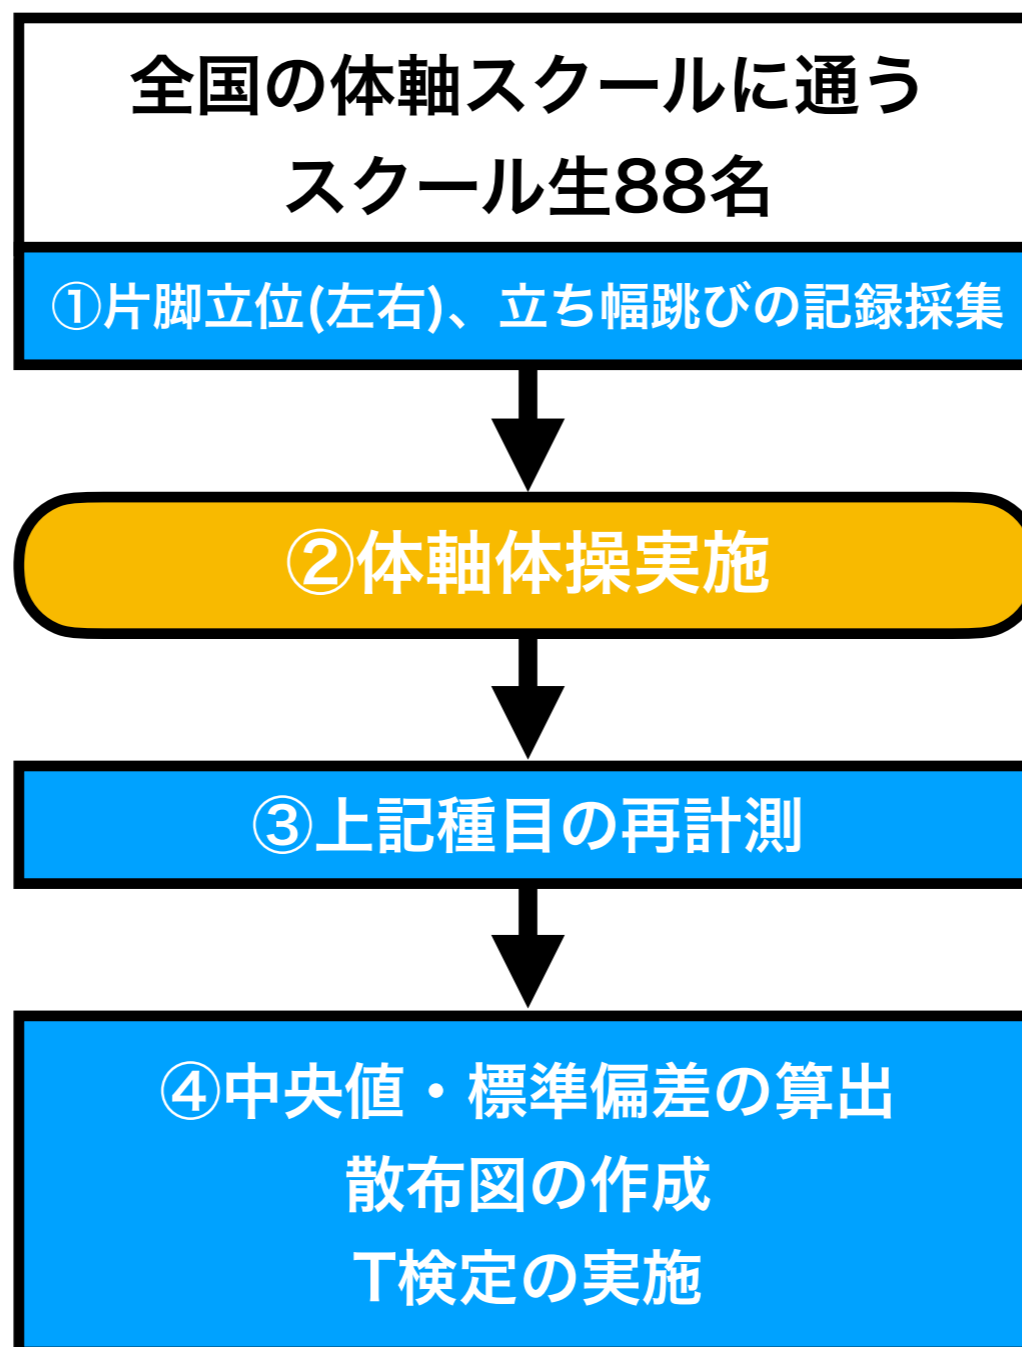 全国の体軸スクールに通う
スクール生88名
①片脚立位(左右)、立ち幅跳びの記録採集
②体軸体操実施
③上記種目の再計測
④中央値・標準偏差の算出
散布図の作成
T検定の実施